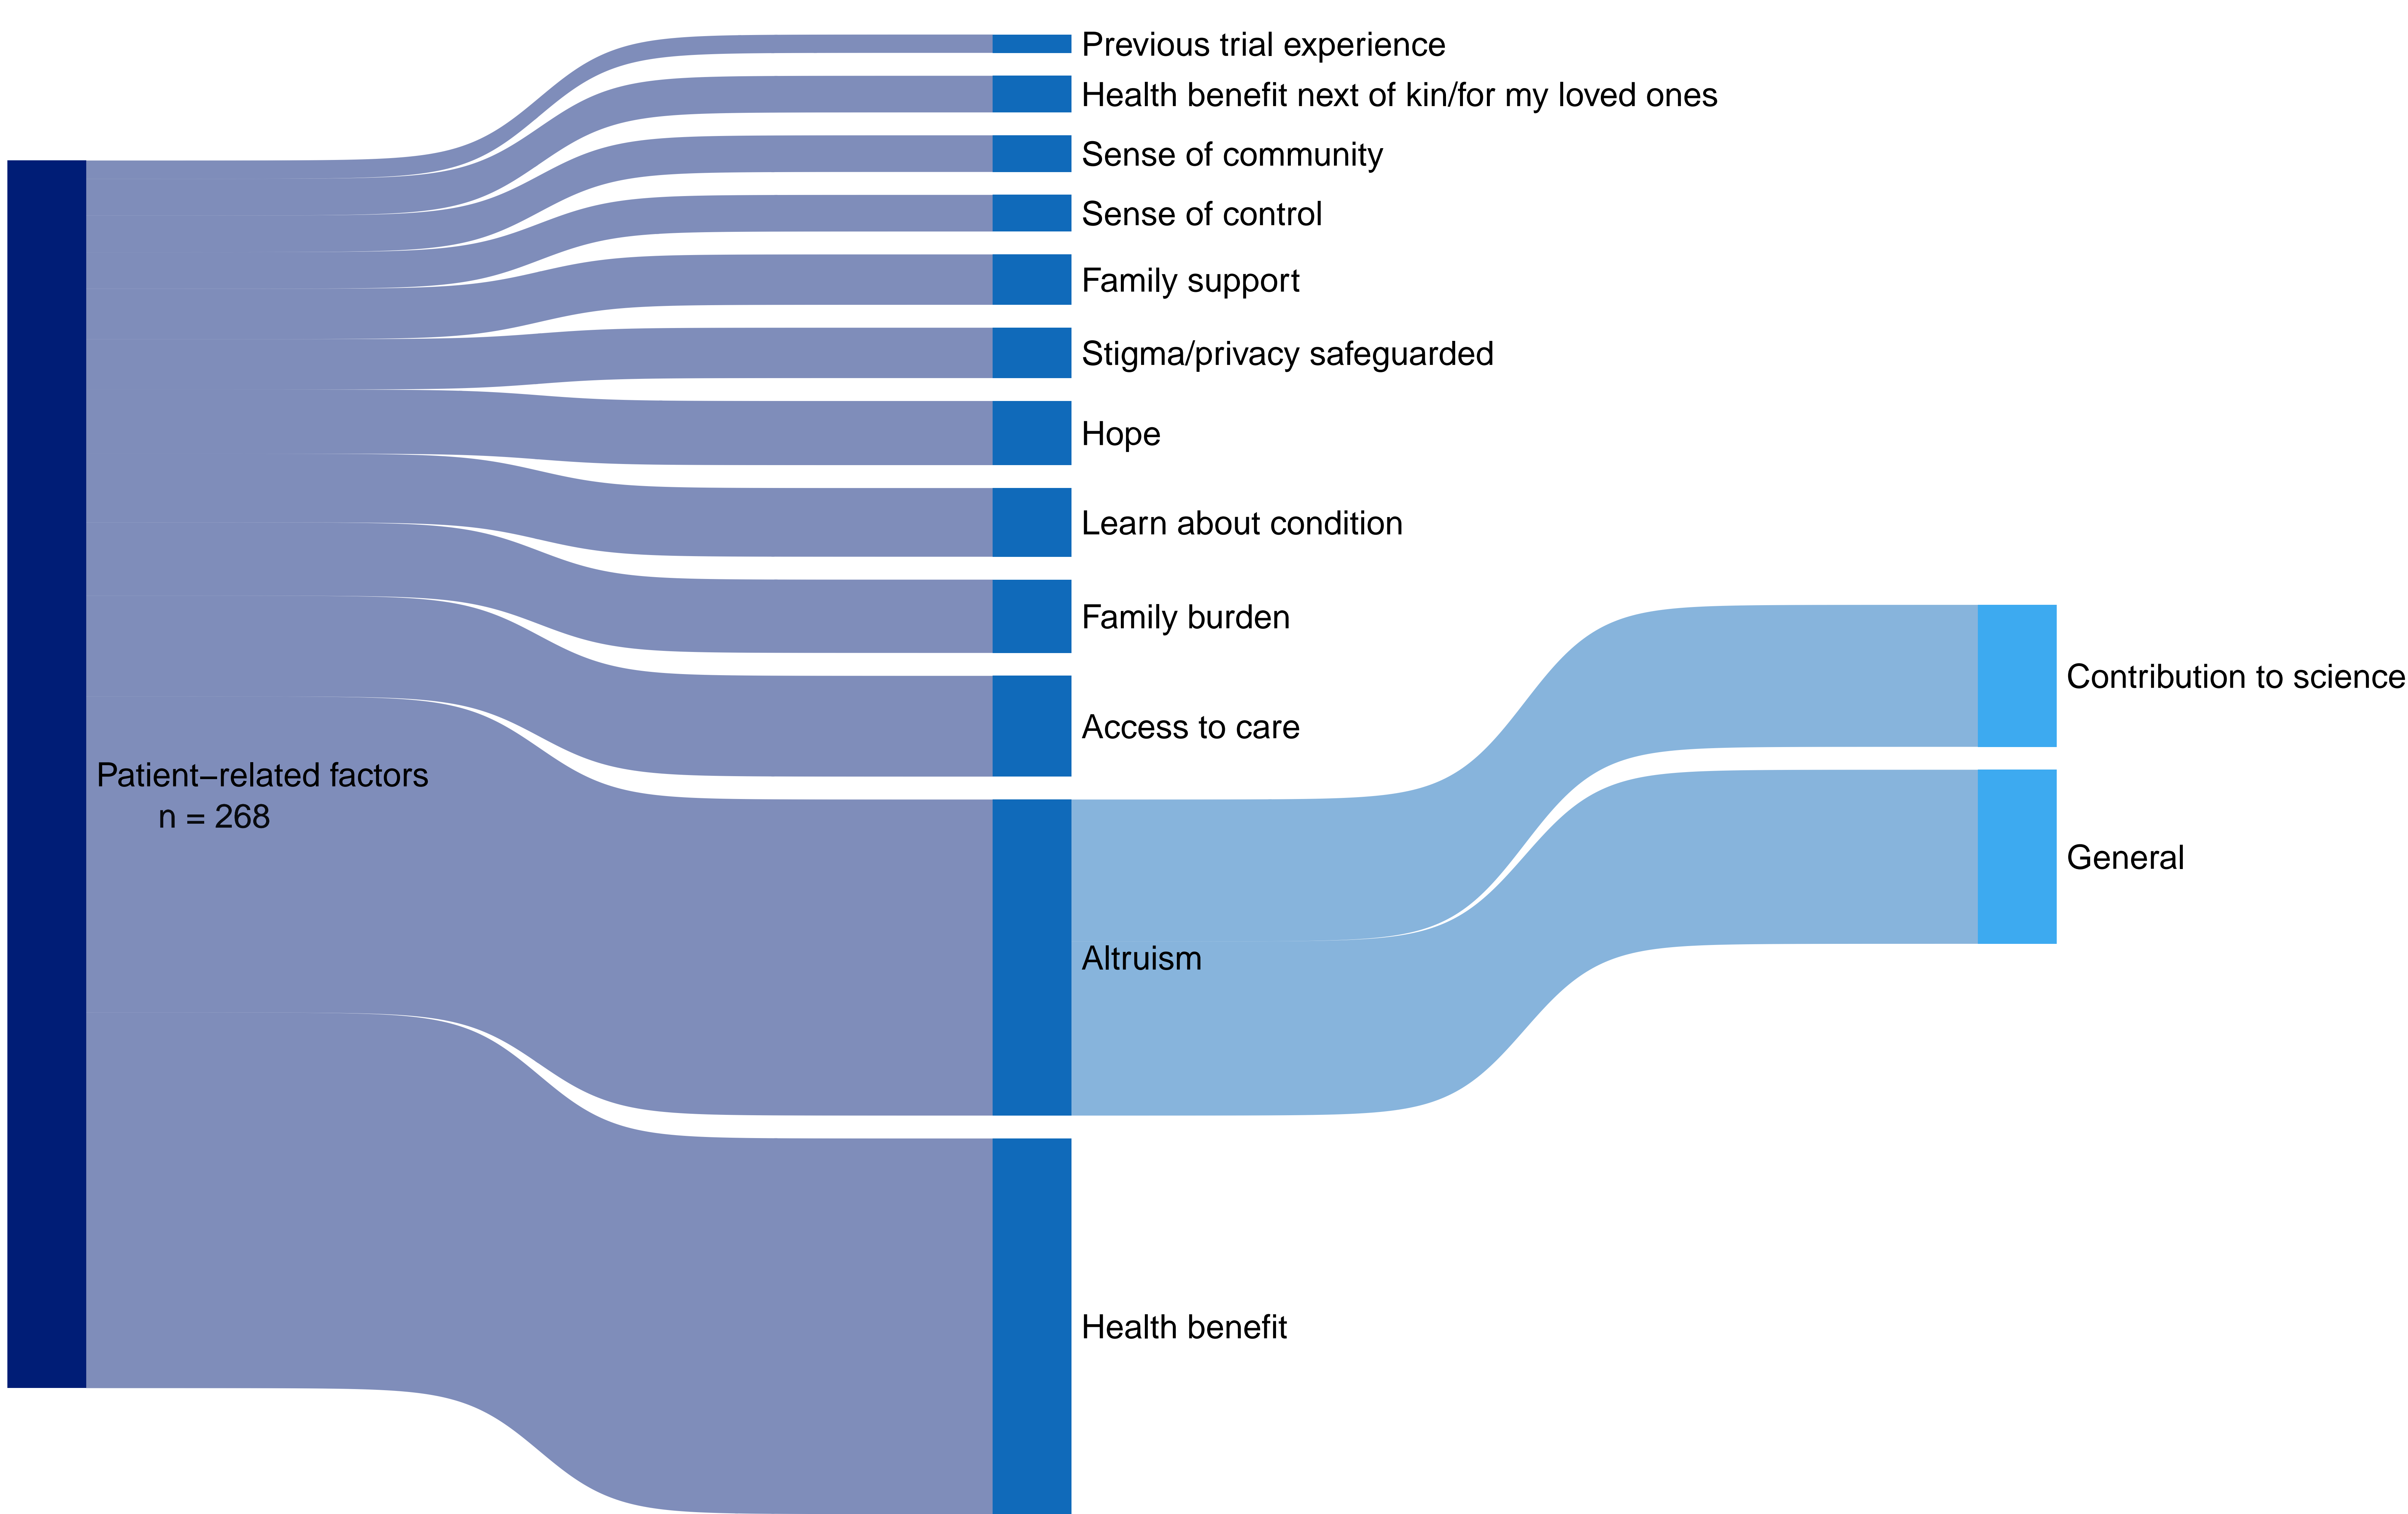 Previous trial experience
Health benefit next of kin/for my loved ones
Sense of community
Sense of control
Family support
Stigma/privacy safeguarded
Hope
Learn about condition
Family burden
Contribution to science
Access to care
Patient–related factors
n = 268
General
Altruism
Health benefit